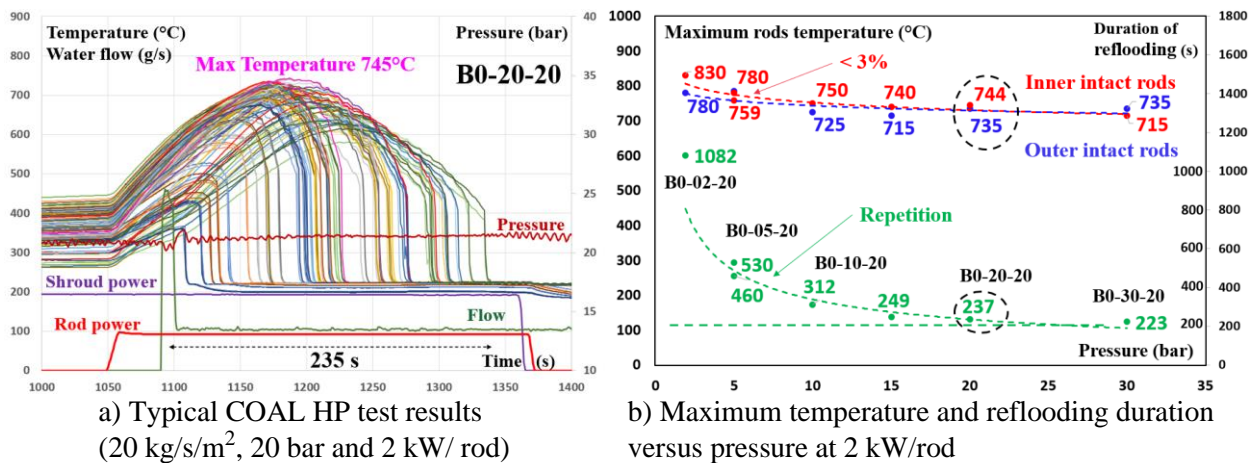 Temperature (°C)
Water flow (g/s)
Pressure (bar)
Max Temperature 745°C
B0-20-20
900
800
700
600
500
400
300
200
100
0
40
35
30
25
20
15
10
Pressure
Shroud power
Rod power
Flow
235 s
Time (s)
1000
1050
1100
1150
1200
1250
1300
1350
1400
a) Typical COAL HP test results
(20 kg/s/m², 20 bar and 2 kW/ rod)
Maximum rods temperature (°C)
Duration of
reflooding (s)
1000
900
800
700
600
500
400
300
200
100
0
1800
1600
1400
1200
1000
1000
800
600
400
200
0
< 3%
830
780
780
759
750
725
740
715
744
735
735
715
Inner intact rods
Outer intact rods
1082
B0-02-20
Repetition
B0-05-20
530
460
B0-10-20
312
249
B0-20-20
237
B0-30-20
223
Pressure (bar)
0
5
10
15
20
25
30
35
b) Maximum temperature and reflooding duration
versus pressure at 2 kW/rod